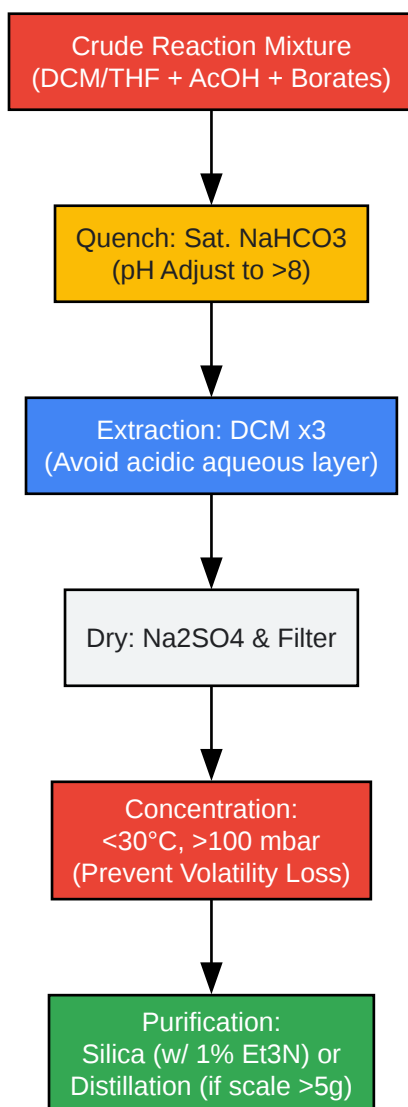 Crude Reaction Mixture
(DCM/THF + AcOH + Borates)
Quench: Sat. NaHCO3
(pH Adjust to >8)
Extraction: DCM x3
(Avoid acidic aqueous layer)
Dry: Na2SO4 & Filter
Concentration:
<30°C, >100 mbar
(Prevent Volatility Loss)
Purification:
Silica (w/ 1% Et3N) or
Distillation (if scale >5g)